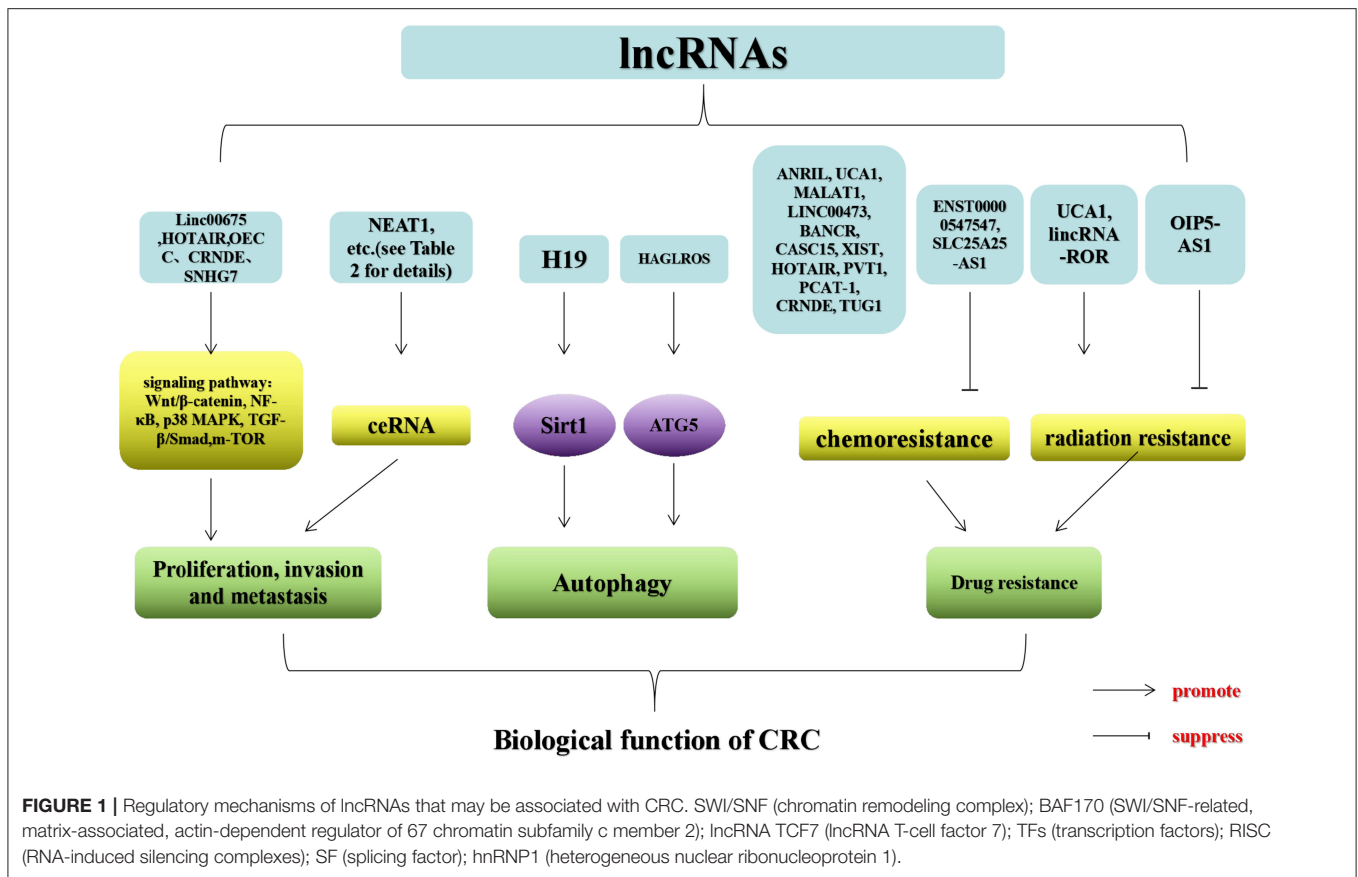 lncRNAs
Linc00675
,HOTAIR,OEC
C、CRNDE、
SNHG7
NEAT1,
etc.(see Table
2 for details)
H19
HAGLROS
ANRIL, UCA1,
MALAT1,
LINC00473,
BANCR,
CASC15, XIST,
HOTAIR, PVT1,
PCAT-1,
CRNDE, TUG1
ENST0000
0547547,
SLC25A25
-AS1
UCA1,
lincRNA
-ROR
OIP5-
AS1
signaling pathway:
Wnt/β-catenin, NF-
κB, p38 MAPK, TGF-
β/Smad,m-TOR
ceRNA
Sirt1
ATG5
chemoresistance
radiation resistance
Proliferation, invasion
and metastasis
Autophagy
Drug resistance
promote
suppress
Biological function of CRC
FIGURE 1 | Regulatory mechanisms of lncRNAs that may be associated with CRC. SWI/SNF (chromatin remodeling complex); BAF170 (SWI/SNF-related,
matrix-associated, actin-dependent regulator of 67 chromatin subfamily c member 2); lncRNA TCF7 (lncRNA T-cell factor 7); TFs (transcription factors); RISC
(RNA-induced silencing complexes); SF (splicing factor); hnRNP1 (heterogeneous nuclear ribonucleoprotein 1).